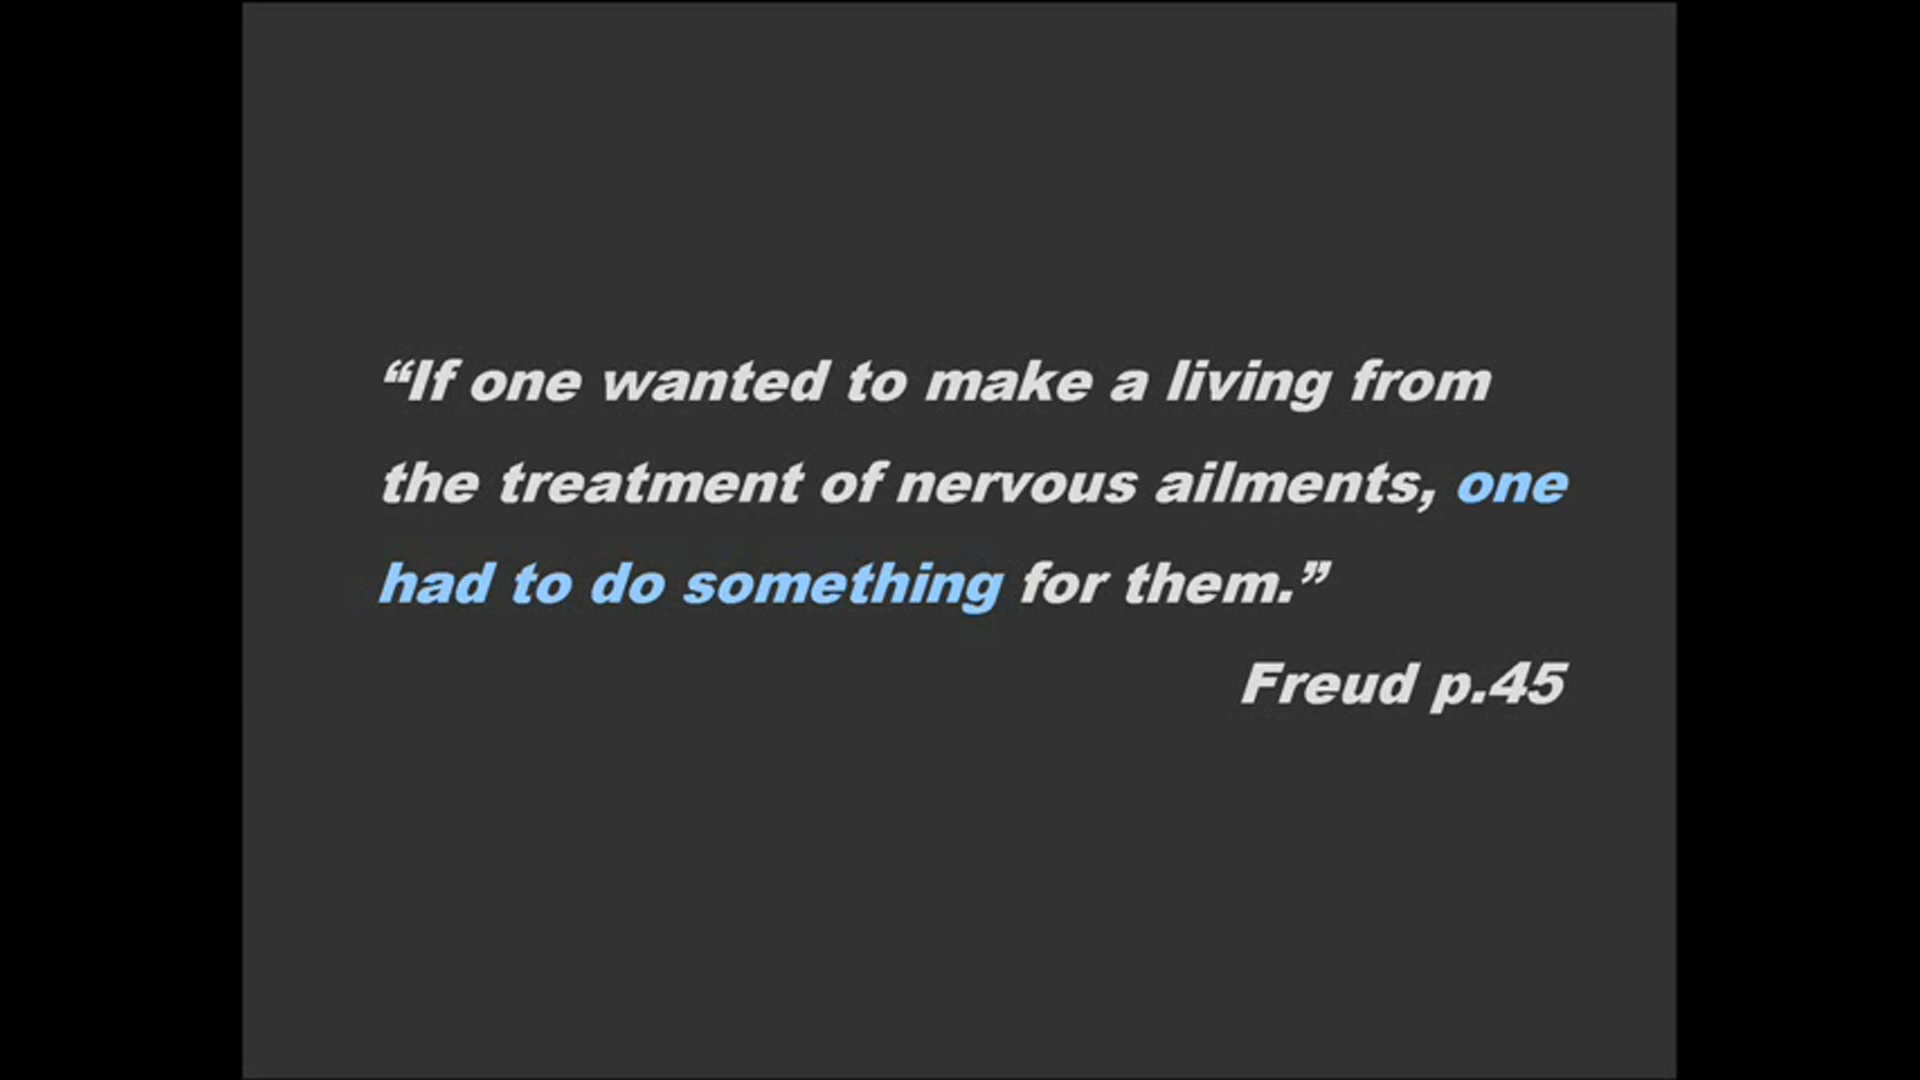 “If one wanted to make a living from
the treatment of nervous ailments, one
had to do something for them.”
Freud p.45